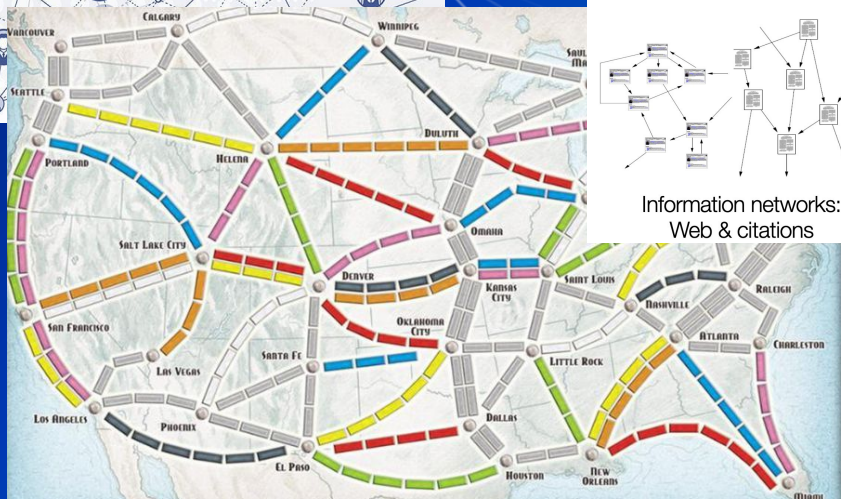 CALGARY
VANCOUVER
WINNIPEG
SEATTLE
DULUTH
PORTLAND
HELENA
Information networks:
Web & citations
OMAHA
SALT LAKE CITY
DENVER
KANSAS
CITY
SAINT LOUIS
RALEIGH
NASHVILLE
SAN FRANCISCO
OKLAHOMA
CITY
ATLANTA
CHARLESTON
SANTA FE
LITTLE ROCK
LAS VEGAS
LOS ANGELES
PHOENIX
DALLAS
EL PASO
HOUSTON
NEW
ORLEANS
MIAMI